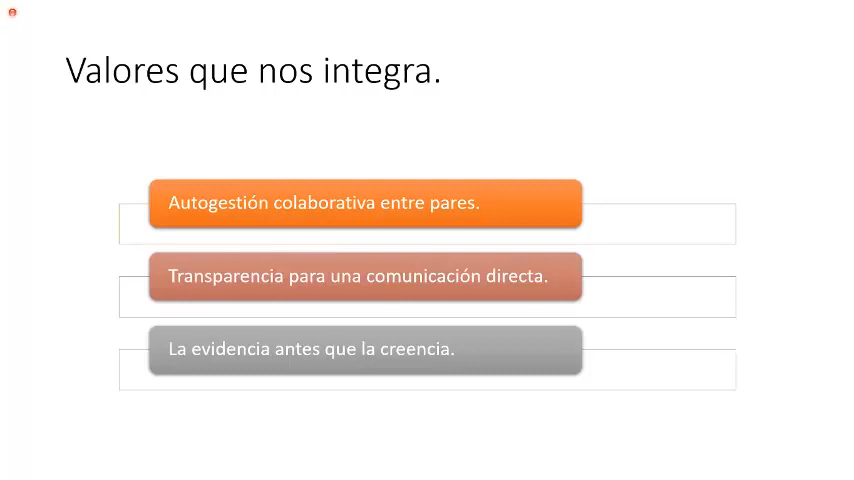 Valores que nos integra.
Autogestión colaborativa entre pares.
Transparencia para una comunicación directa.
La evidencia antes que la creencia.